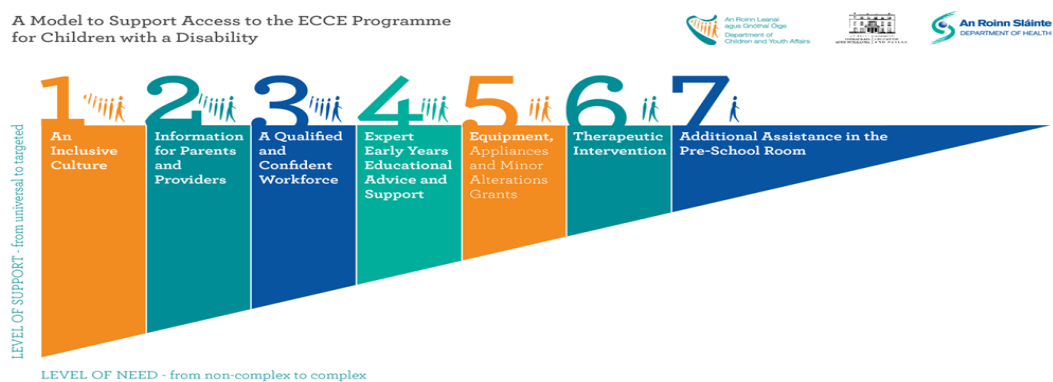 A Model to Support Access to the ECCE Programme
for Children with a Disability
An Roinn Leanaí
agus Gnóthaí Óige
Department of
Children and Youth Affairs
An Roinn Sláinte
DEPARTMENT OF HEALTH
1
An
Inclusive
Culture
2
Information
for Parents
and
Providers
3
A Qualified
and
Confident
Workforce
4
Expert
Early Years
Educational
Advice and
Support
5
Equipment,
Appliances
and Minor
Alterations
Grants
6
Therapeutic
Intervention
7
Additional Assistance in the
Pre-School Room
LEVEL OF SUPPORT - from universal to targeted
LEVEL OF NEED - from non-complex to complex